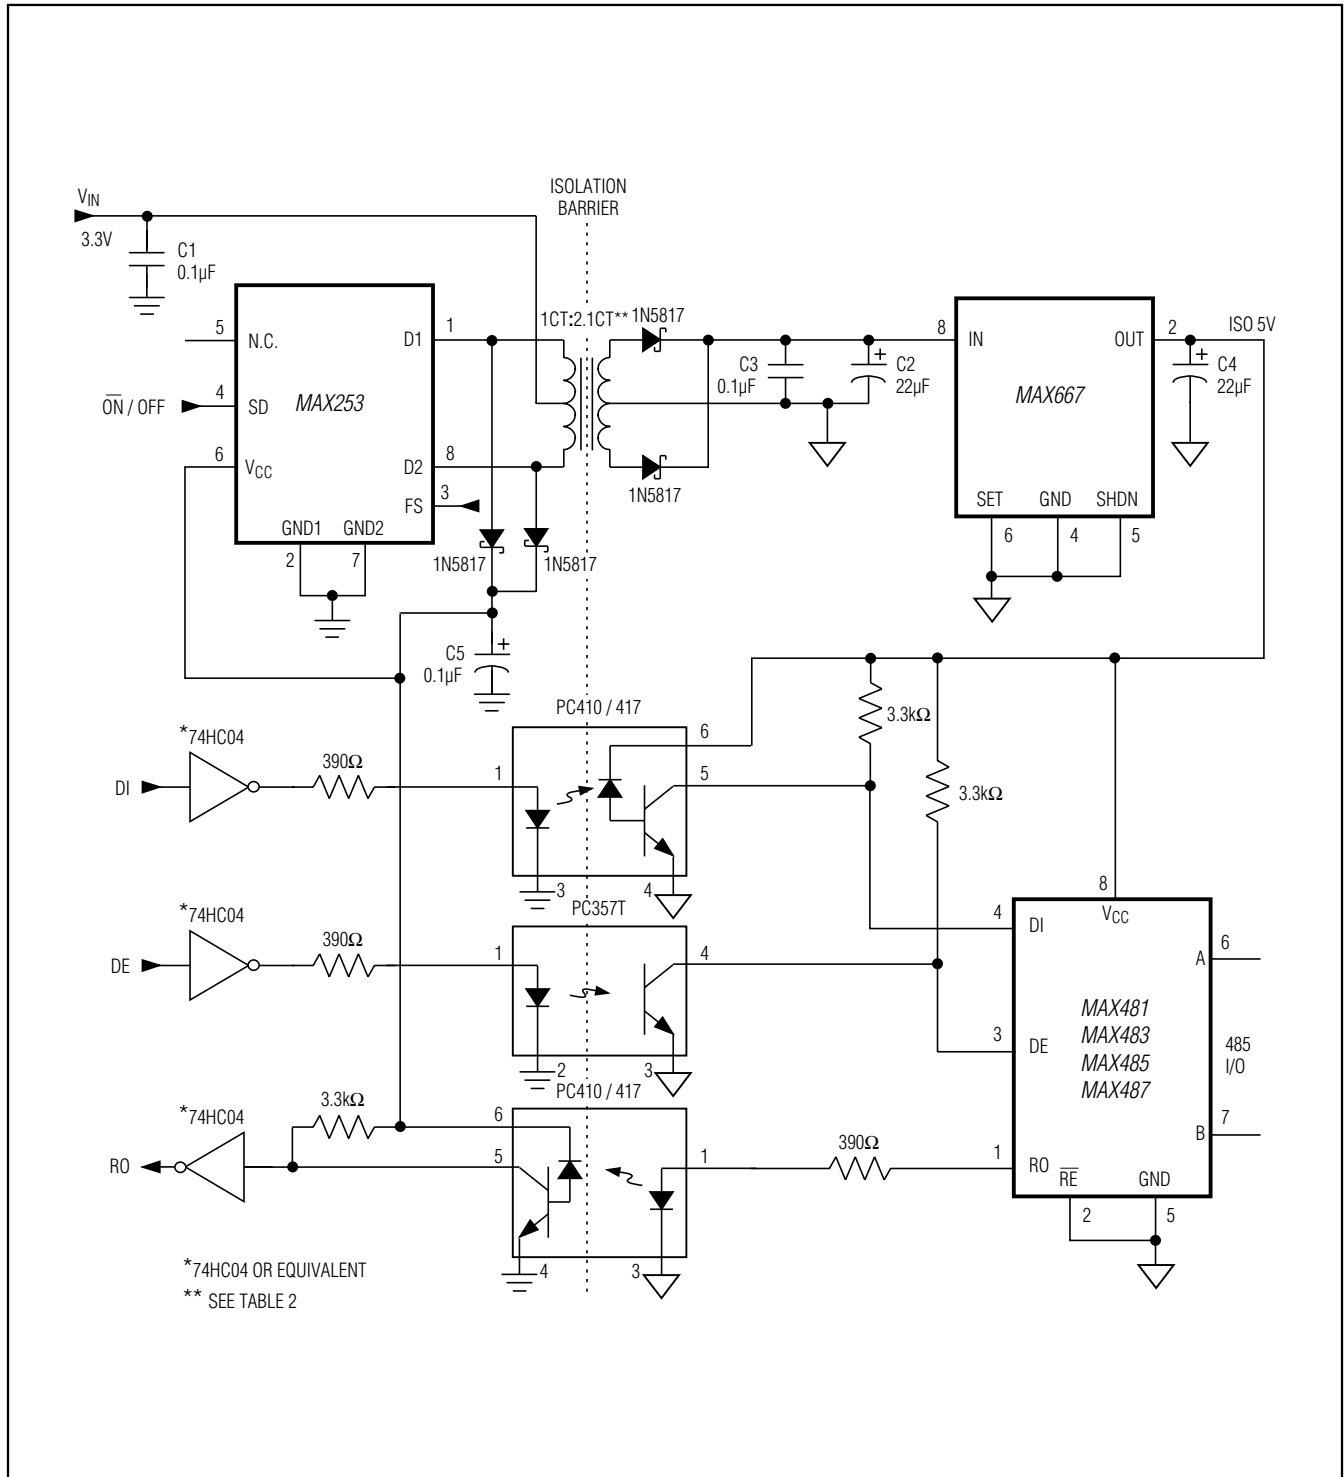 ISOLATION
BARRIER
VIN
3.3V
C1
0.1µF
5
N.C.
D1
1
1CT:2.1CT**
1N5817
8
IN
OUT
2
ISO 5V
C3
0.1µF
C2
22µF
+
C4
22µF
+
MAX667
ON / OFF
4
SD
MAX253
6
VCC
D2
8
FS
3
1N5817
GND1
GND2
2
7
1N5817
1N5817
SET
GND
SHDN
6
4
5
C5
0.1µF
+
PC410 / 417
*74HC04
390Ω
DI
1
6
5
3
4
3.3kΩ
3.3kΩ
PC357T
*74HC04
390Ω
DE
1
4
2
3
8
VCC
4
DI
A
6
MAX481
MAX483
MAX485
MAX487
3
DE
485
I/O
B
7
PC410 / 417
*74HC04
3.3kΩ
RO
6
5
4
1
3
390Ω
1
RO
RE
GND
2
5
*74HC04 OR EQUIVALENT
** SEE TABLE 2